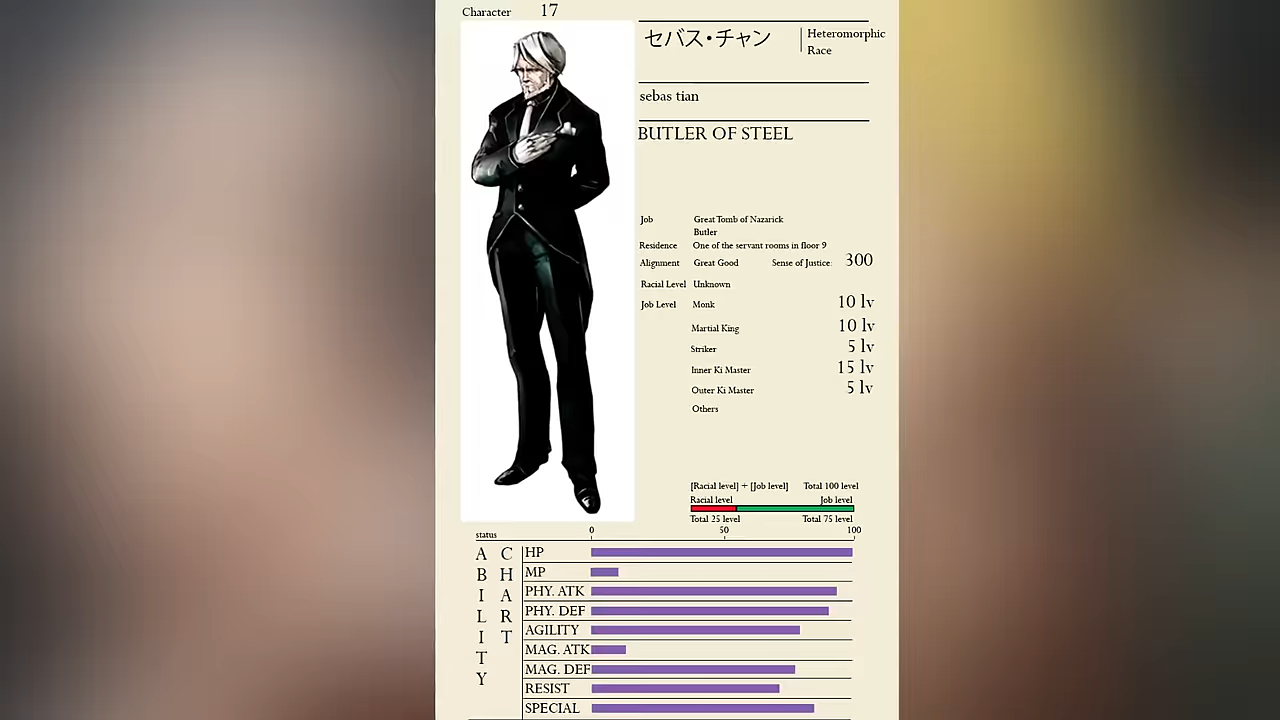 Character 17
セバス・チャン
Heteromorphic
Race
sebas tian
BUTLER OF STEEL
Job Great Tomb of Nazarick
Butler
Residence One of the servant rooms in floor 9
Alignment Great Good Sense of Justice: 300
Racial Level Unknown
Job Level Monk 10 lv
Martial King 10 lv
Striker 5 lv
Inner Ki Master 15 lv
Outer Ki Master 5 lv
Others
[Racial level] + [Job level] Total 100 level
Racial level Job level
Total 25 level Total 75 level
status 0 50 100
ABILITY
CHART
HP
MP
PHY. ATK
PHY. DEF
AGILITY
MAG. ATK
MAG. DEF
RESIST
SPECIAL